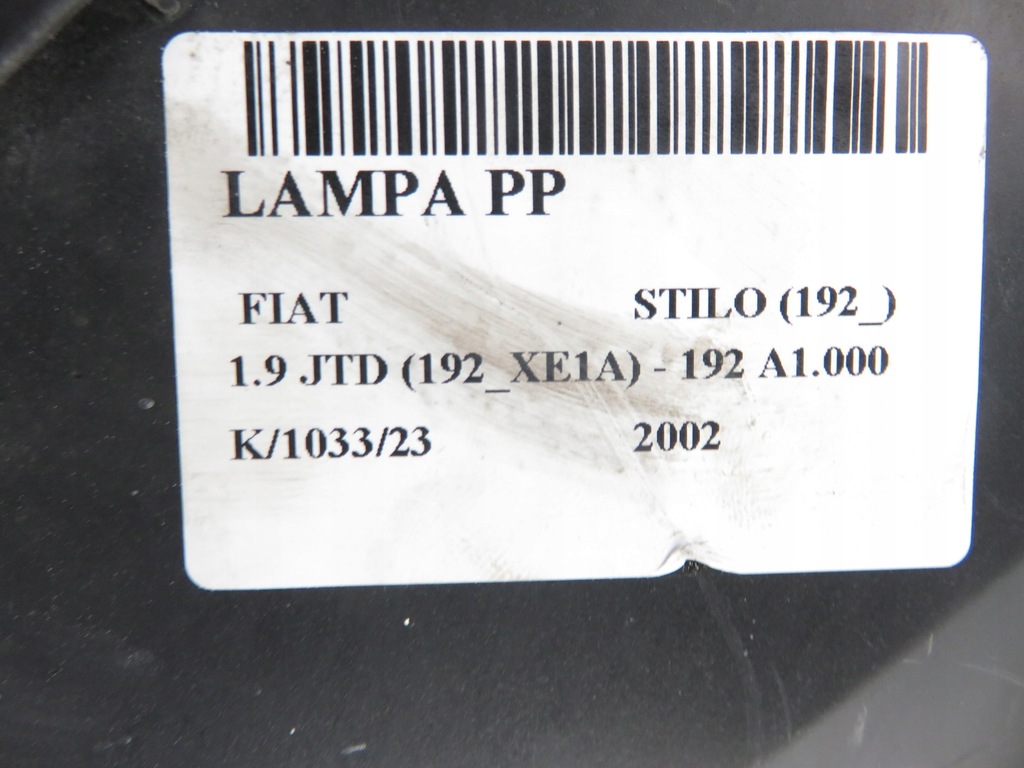 LAMPA PP
FIAT STILO (192_)
1.9 JTD (192_XE1A) - 192 A1.000
K/1033/23 2002